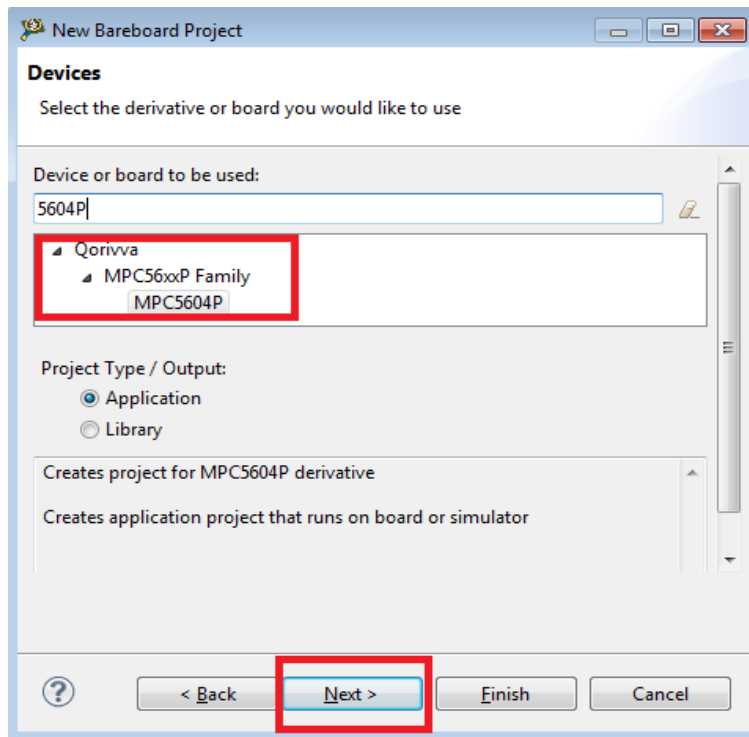 New Bareboard Project
Devices
Select the derivative or board you would like to use
Device or board to be used:
5604P
Qorivva
MPC56xxP Family
MPC5604P
Project Type / Output:
Application
Library
Creates project for MPC5604P derivative
Creates application project that runs on board or simulator
? < Back Next > Finish Cancel